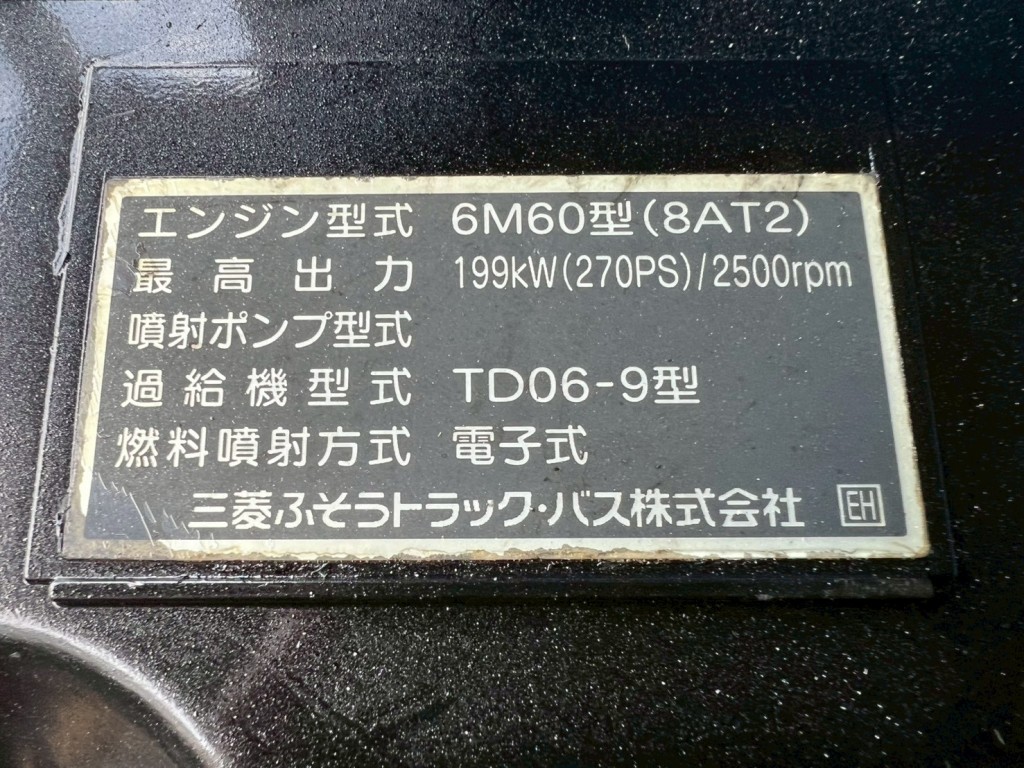 エンジン型式 6M60型(8AT2)
最高出力 199kW(270PS)/2500rpm
噴射ポンプ型式
過給機型式 TD06-9型
燃料噴射方式 電子式
三菱ふそうトラック・バス株式会社 EH